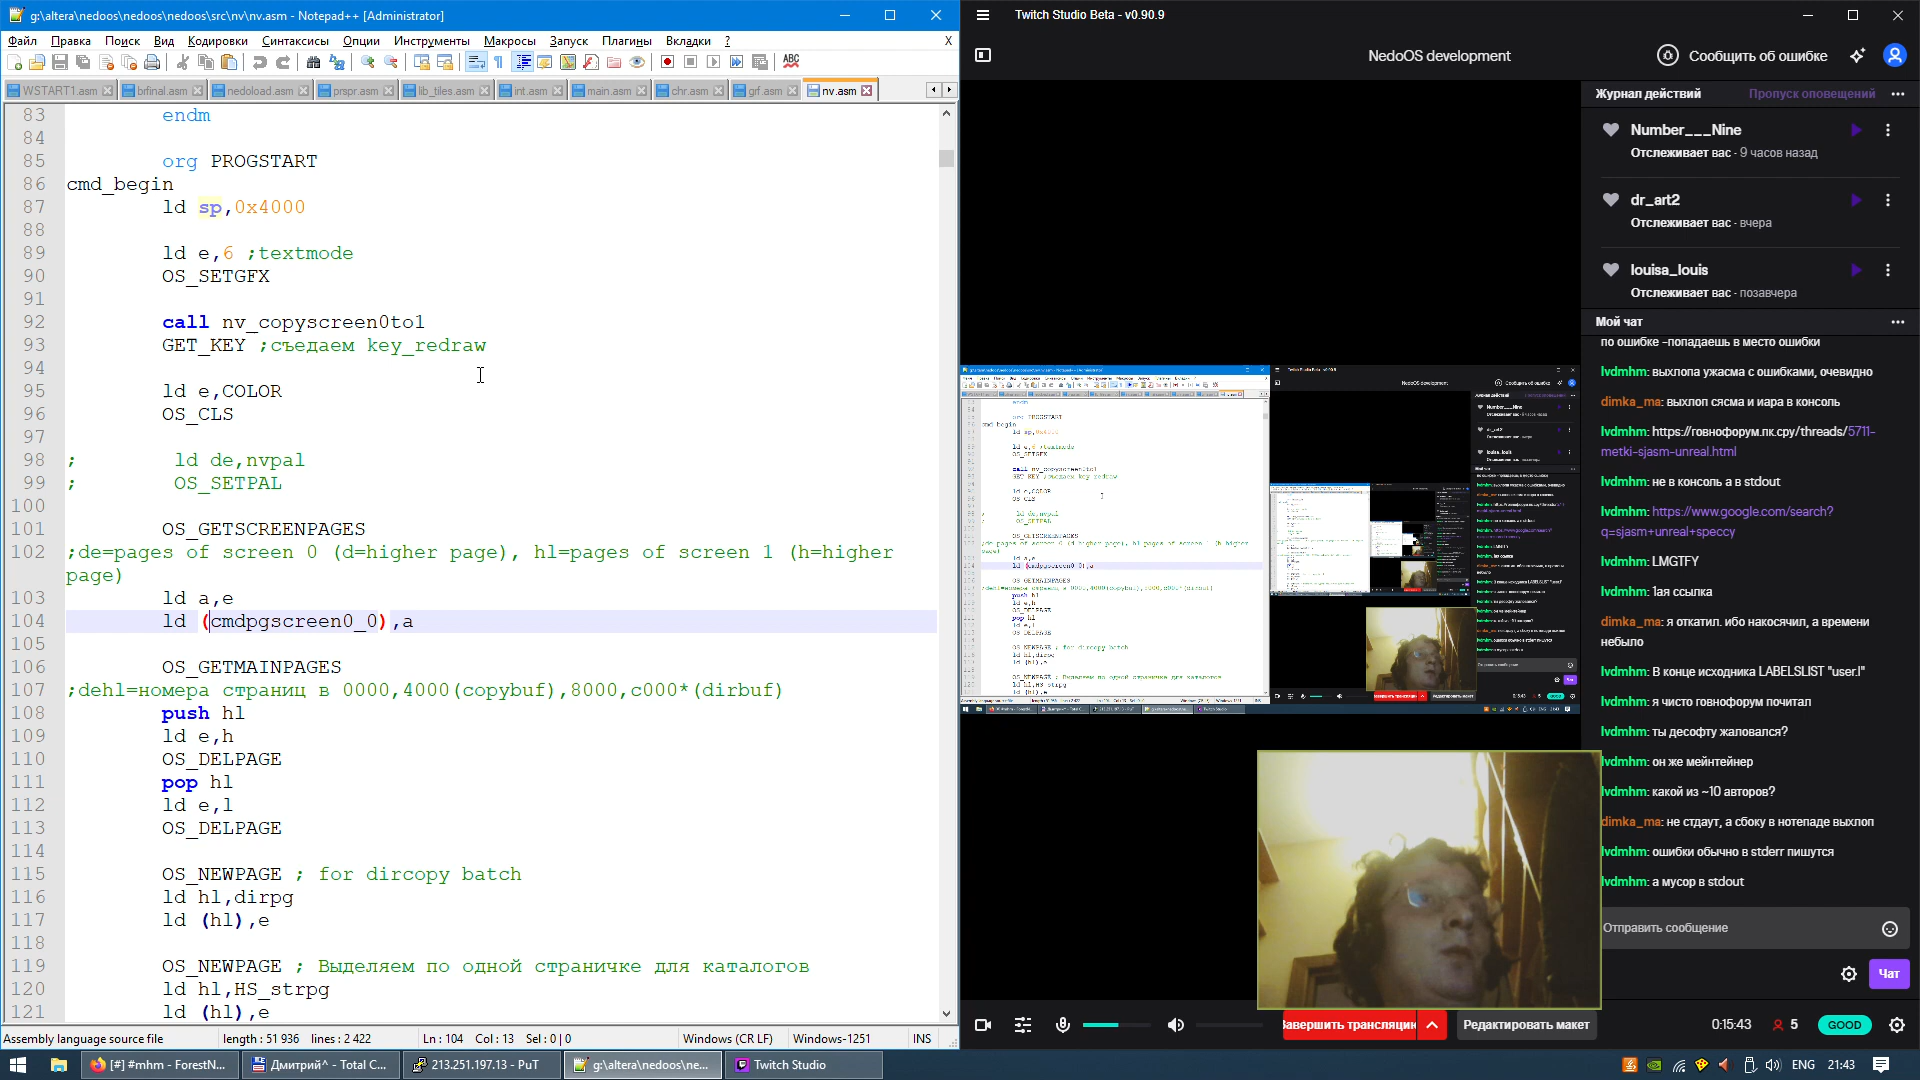 g:\altera\nedoos\nedoos\nedoos\src\nv\nv.asm - Notepad++ [Administrator]
Файл Правка Поиск Вид Кодировки Синтаксисы Опции Инструменты Макросы Запуск Плагины Вкладки ? X
WSTART1.asm brfinal.asm nedoload.asm prspr.asm lib_tiles.asm int.asm main.asm chr.asm gif.asm nv.asm
83 endm
84
85 org PROGSTART
86 cmd_begin
87 ld sp,0x4000
88
89 ld e,6 ;textmode
90 OS_SETGFX
91
92 call nv_copyscreen0to1
93 GET_KEY ;съедаем key_redraw
94
95 ld e,COLOR
96 OS_CLS
97
98 ; ld de,nvpal
99 ; OS_SETPAL
100
101 OS_GETSCREENPAGES
102 ;de=pages of screen 0 (d=higher page), hl=pages of screen 1 (h=higher
page)
103 ld a,e
104 ld (cmdpgscreen0_0),a
105
106 OS_GETMAINPAGES
107 ;dehl=номера страниц в 0000,4000(copybuf),8000,c000*(dirbuf)
108 push hl
109 ld e,h
110 OS_DELPAGE
111 pop hl
112 ld e,l
113 OS_DELPAGE
114
115 OS_NEWPAGE ; for dircopy batch
116 ld hl,dirpg
117 ld (hl),e
118
119 OS_NEWPAGE ; Выделяем по одной страничке для каталогов
120 ld hl,HS_strpg
121 ld (hl),e
Assembly language source file length : 51 936 lines : 2 422 Ln : 104 Col : 13 Sel : 0 | 0 Windows (CR LF) Windows-1251 INS
Twitch Studio Beta - v0.90.9
NedoOS development
Сообщить об ошибке
Журнал действий Пропуск оповещений
Number___Nine
Отслеживает вас · 9 часов назад
dr_art2
Отслеживает вас · вчера
louisa_louis
Отслеживает вас · позавчера
Мой чат
по ошибке -попадаешь в место ошибки
lvdmhm: выхлопа ужасма с ошибками, очевидно
dimka_ma: выхлоп сясма и иара в консоль
lvdmhm: https://говнофорум.пк.сру/threads/5711-
metki-sjasm-unreal.html
lvdmhm: не в консоль а в stdout
lvdmhm: https://www.google.com/search?
q=sjasm+unreal+speccy
lvdmhm: LMGTFY
lvdmhm: 1ая ссылка
dimka_ma: я откатил. ибо накосячил, а времени
небыло
lvdmhm: В конце исходника LABELSLIST "user.l"
lvdmhm: я чисто говнофорум почитал
lvdmhm: ты десофту жаловался?
lvdmhm: он же мейнтейнер
lvdmhm: какой из ~10 авторов?
dimka_ma: не стдаут, а сбоку в нотепаде выхлоп
lvdmhm: ошибки обычно в stderr пишутся
lvdmhm: а мусор в stdout
Отправить сообщение
Чат
Завершить трансляцию Редактировать макет 0:15:43 5 GOOD
[#] #mhm - ForestN... Дмитрий^ - Total C... 213.251.197.13 - PuT g:\altera\nedoos\ne... Twitch Studio ENG 21:43